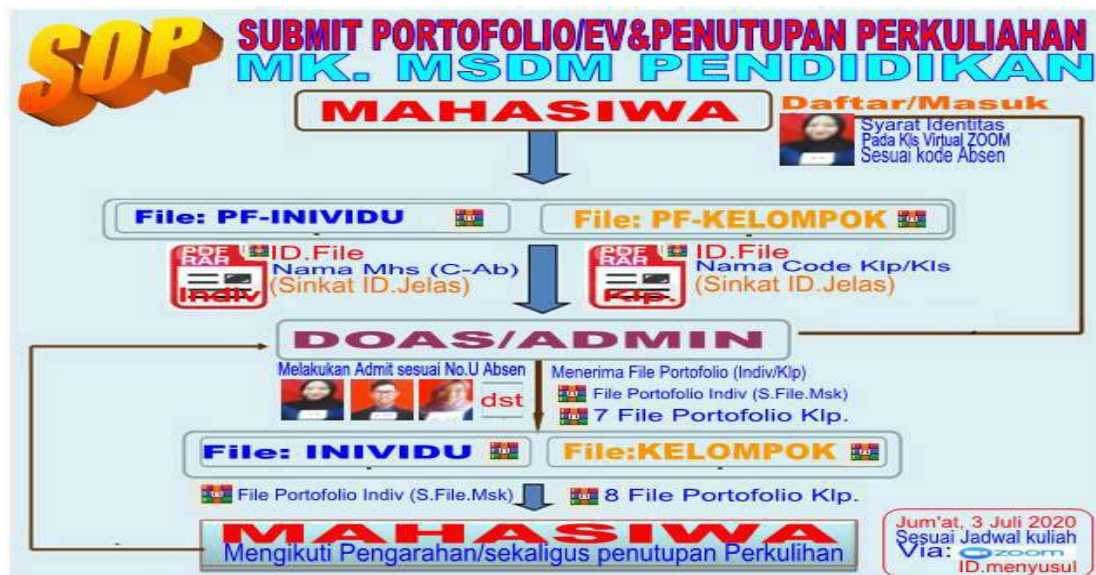 SOP
SUBMIT PORTOFOLIO/EV&PENUTUPAN PERKULIAHAN
MK. MSDM PENDIDIKAN
MAHASIWA
Daftar/Masuk
Syarat Identitas
Pada Kls Virtual ZOOM
Sesuai kode Absen
File: PF-INIVIDU
File: PF-KELOMPOK
PDF
RAR
Indiv
ID.File
Nama Mhs (C-Ab)
(Sinkat ID.Jelas)
PDF
RAR
Klp.
ID.File
Nama Code Klp/Kls
(Sinkat ID.Jelas)
DOAS/ADMIN
Melakukan Admit sesuai No.U Absen
dst
Menerima File Portofolio (Indiv/Klp)
File Portofolio Indiv (S.File.Msk)
7 File Portofolio Klp.
File: INIVIDU
File:KELOMPOK
File Portofolio Indiv (S.File.Msk)
8 File Portofolio Klp.
MAHASIWA
Mengikuti Pengarahan/sekaligus penutupan Perkulihan
Jum'at, 3 Juli 2020
Sesuai Jadwal kuliah
Via: zoom
ID.menyusul